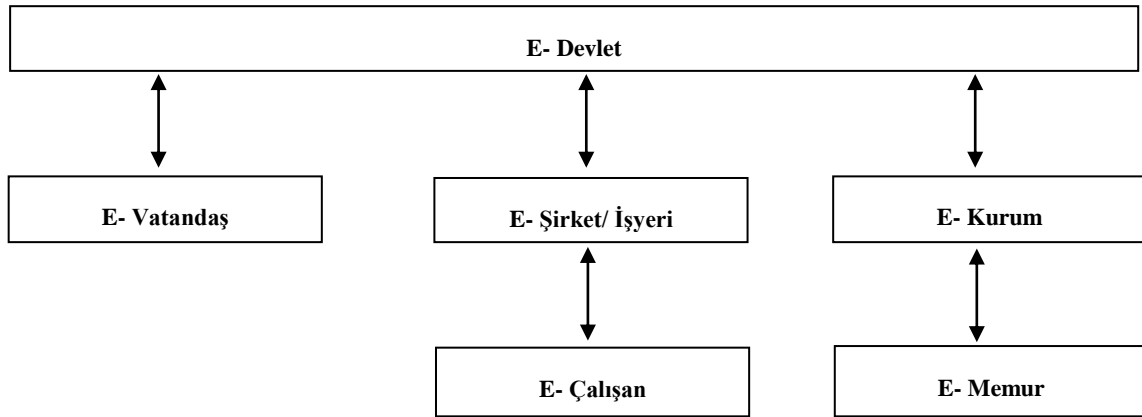 E- Devlet
E- Vatandaş
E- Şirket/ İşyeri
E- Kurum
E- Çalışan
E- Memur